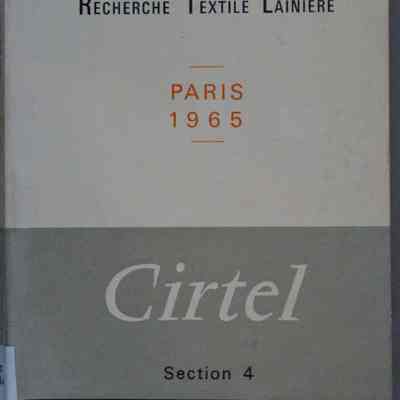 RECHERCHE TEXTILE LAINIÈRE
PARIS
1965
Cirtel
Section 4